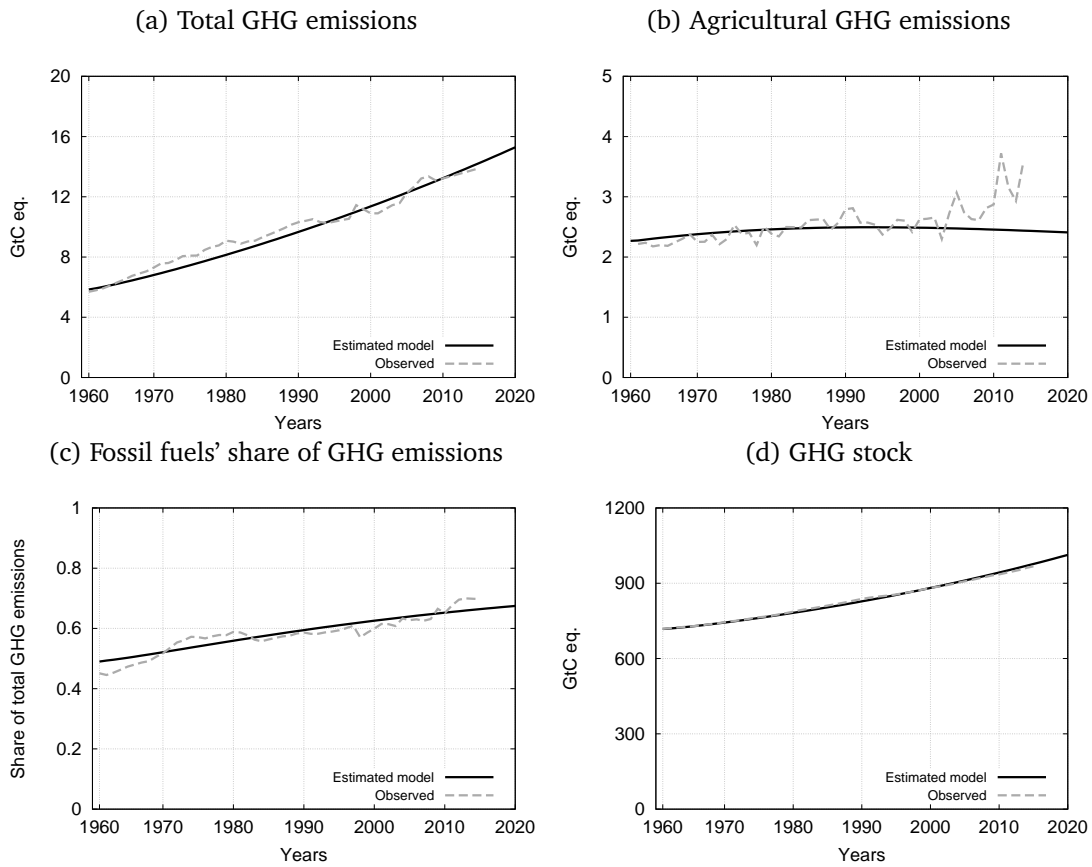 (a) Total GHG emissions
20
16
12
8
4
0
GtC eq.
Estimated model
Observed
1960 1970 1980 1990 2000 2010 2020
Years
(b) Agricultural GHG emissions
5
4
3
2
1
0
GtC eq.
Estimated model
Observed
1960 1970 1980 1990 2000 2010 2020
Years
(c) Fossil fuels’ share of GHG emissions
1
0.8
0.6
0.4
0.2
0
Share of total GHG emissions
Estimated model
Observed
1960 1970 1980 1990 2000 2010 2020
Years
(d) GHG stock
1200
900
600
300
0
GtC eq.
Estimated model
Observed
1960 1970 1980 1990 2000 2010 2020
Years